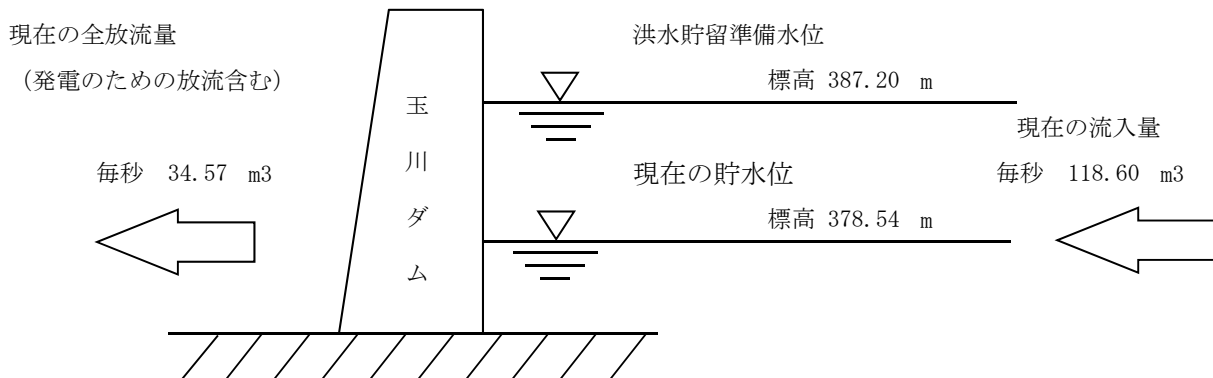 現在の全放流量
（発電のための放流含む）
毎秒 34.57 m3
玉川ダム
洪水貯留準備水位
標高 387.20 m
現在の貯水位
標高 378.54 m
現在の流入量
毎秒 118.60 m3